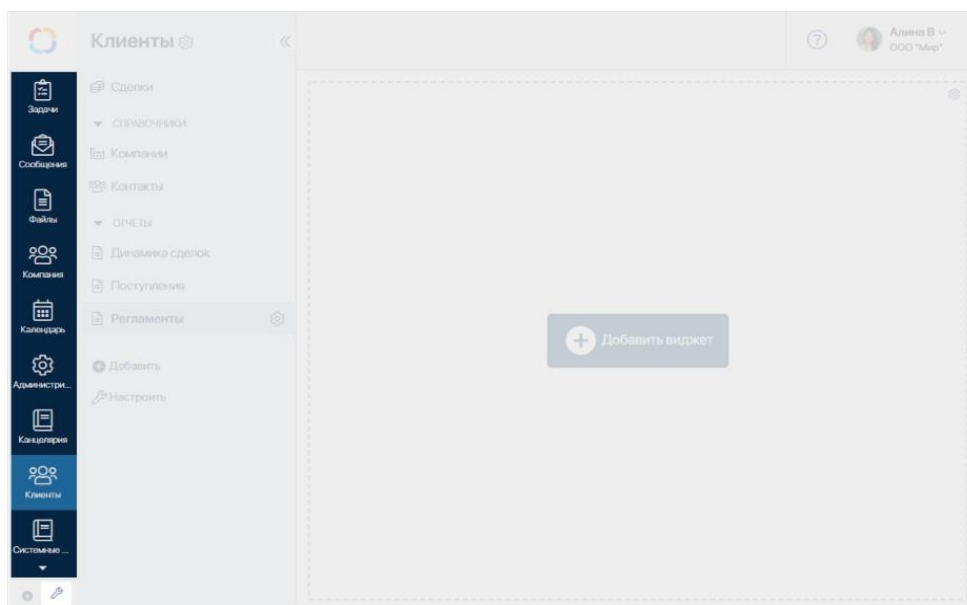 Клиенты
Алина В
ООО "Мир"
Задачи
Сообщения
Файлы
Компания
Календарь
Администри...
Канцелярия
Клиенты
Системные ...
Сделки
СПРАВОЧНИКИ
Компании
Контакты
ОТЧЕТЫ
Динамика сделок
Поступления
Регламенты
Добавить
Настроить
Добавить виджет